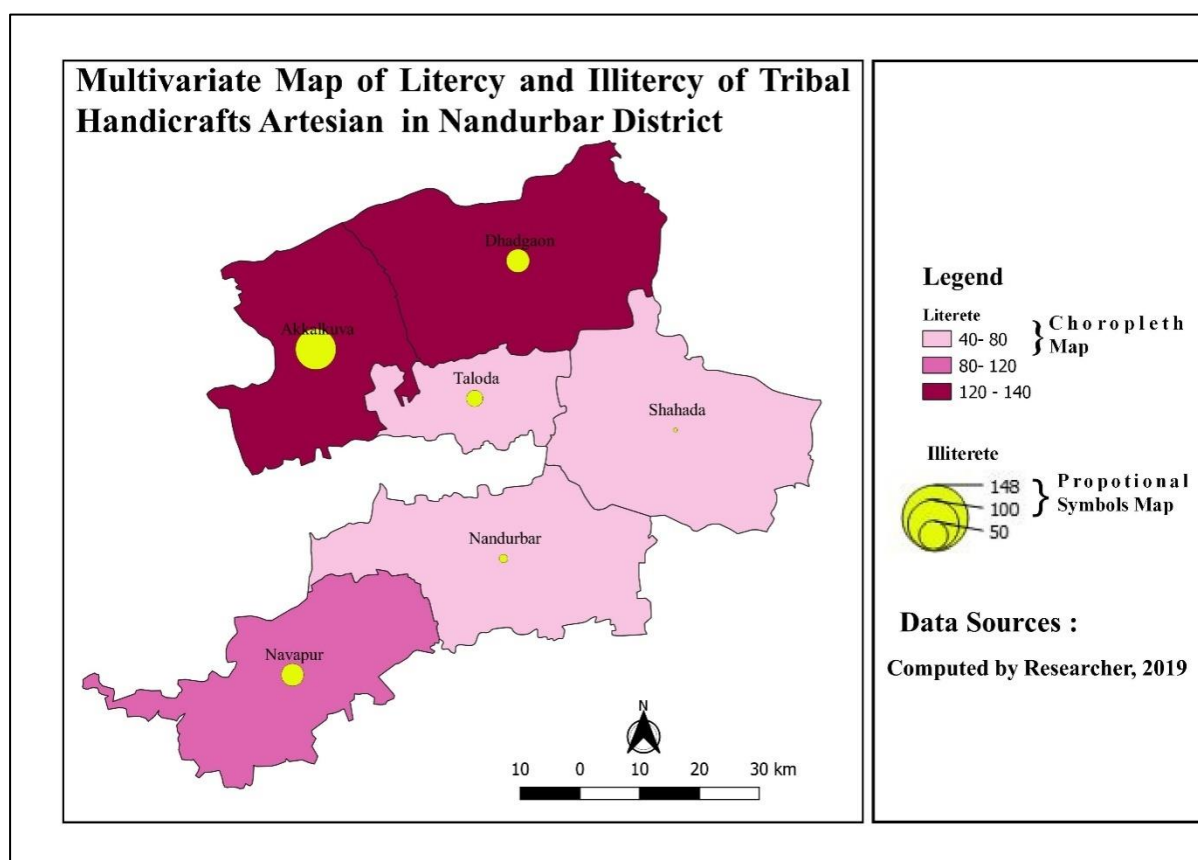 Multivariate Map of Litercy and Illitercy of Tribal
Handicrafts Artesian in Nandurbar District
Dhadgaon
Akkalkuva
Taloda
Shahada
Nandurbar
Navapur
N
10 0 10 20 30 km
Legend
Literete
40- 80
80- 120
120 - 140
} Choropleth
Map
Illiterete
148
100
50
} Propotional
Symbols Map
Data Sources :
Computed by Researcher, 2019